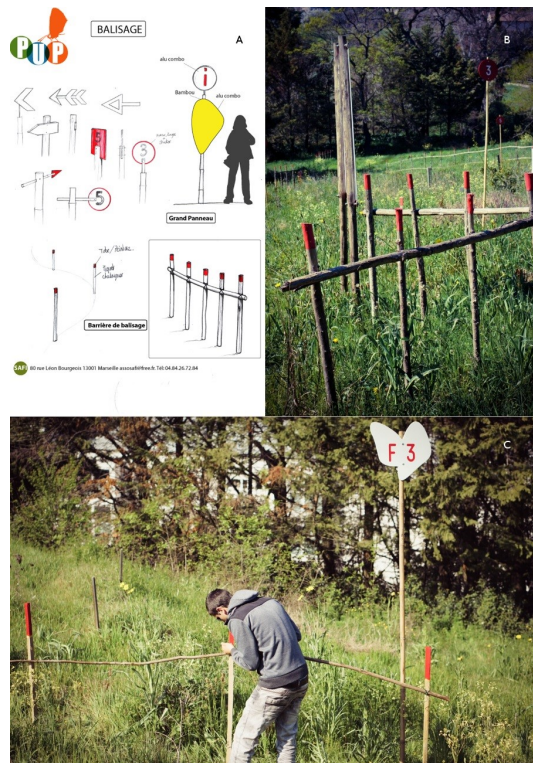 PUP
BALISAGE
A
alu combo
i
Bambou
alu combo
3
5
Grand Panneau
Barrière de balisage
SAFI 80 rue Léon Bourgeois 13001 Marseille assosafi@free.fr Tél: 04.84.26.72.84
B
3
C
F 3